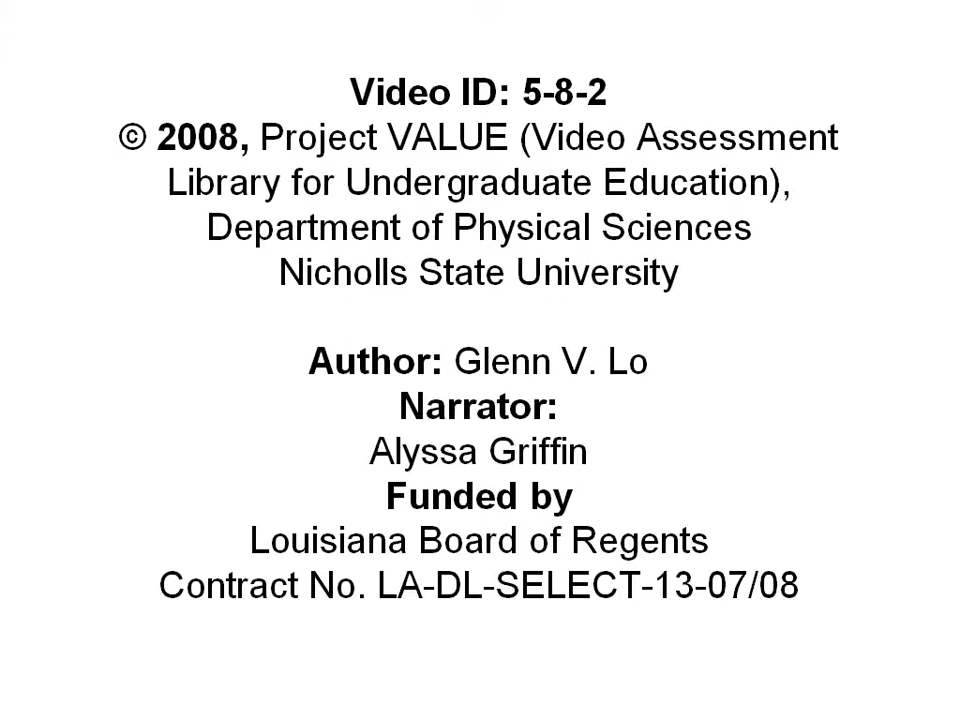 Video ID: 5-8-2
© 2008, Project VALUE (Video Assessment
Library for Undergraduate Education),
Department of Physical Sciences
Nicholls State University
Author: Glenn V. Lo
Narrator:
Alyssa Griffin
Funded by
Louisiana Board of Regents
Contract No. LA-DL-SELECT-13-07/08